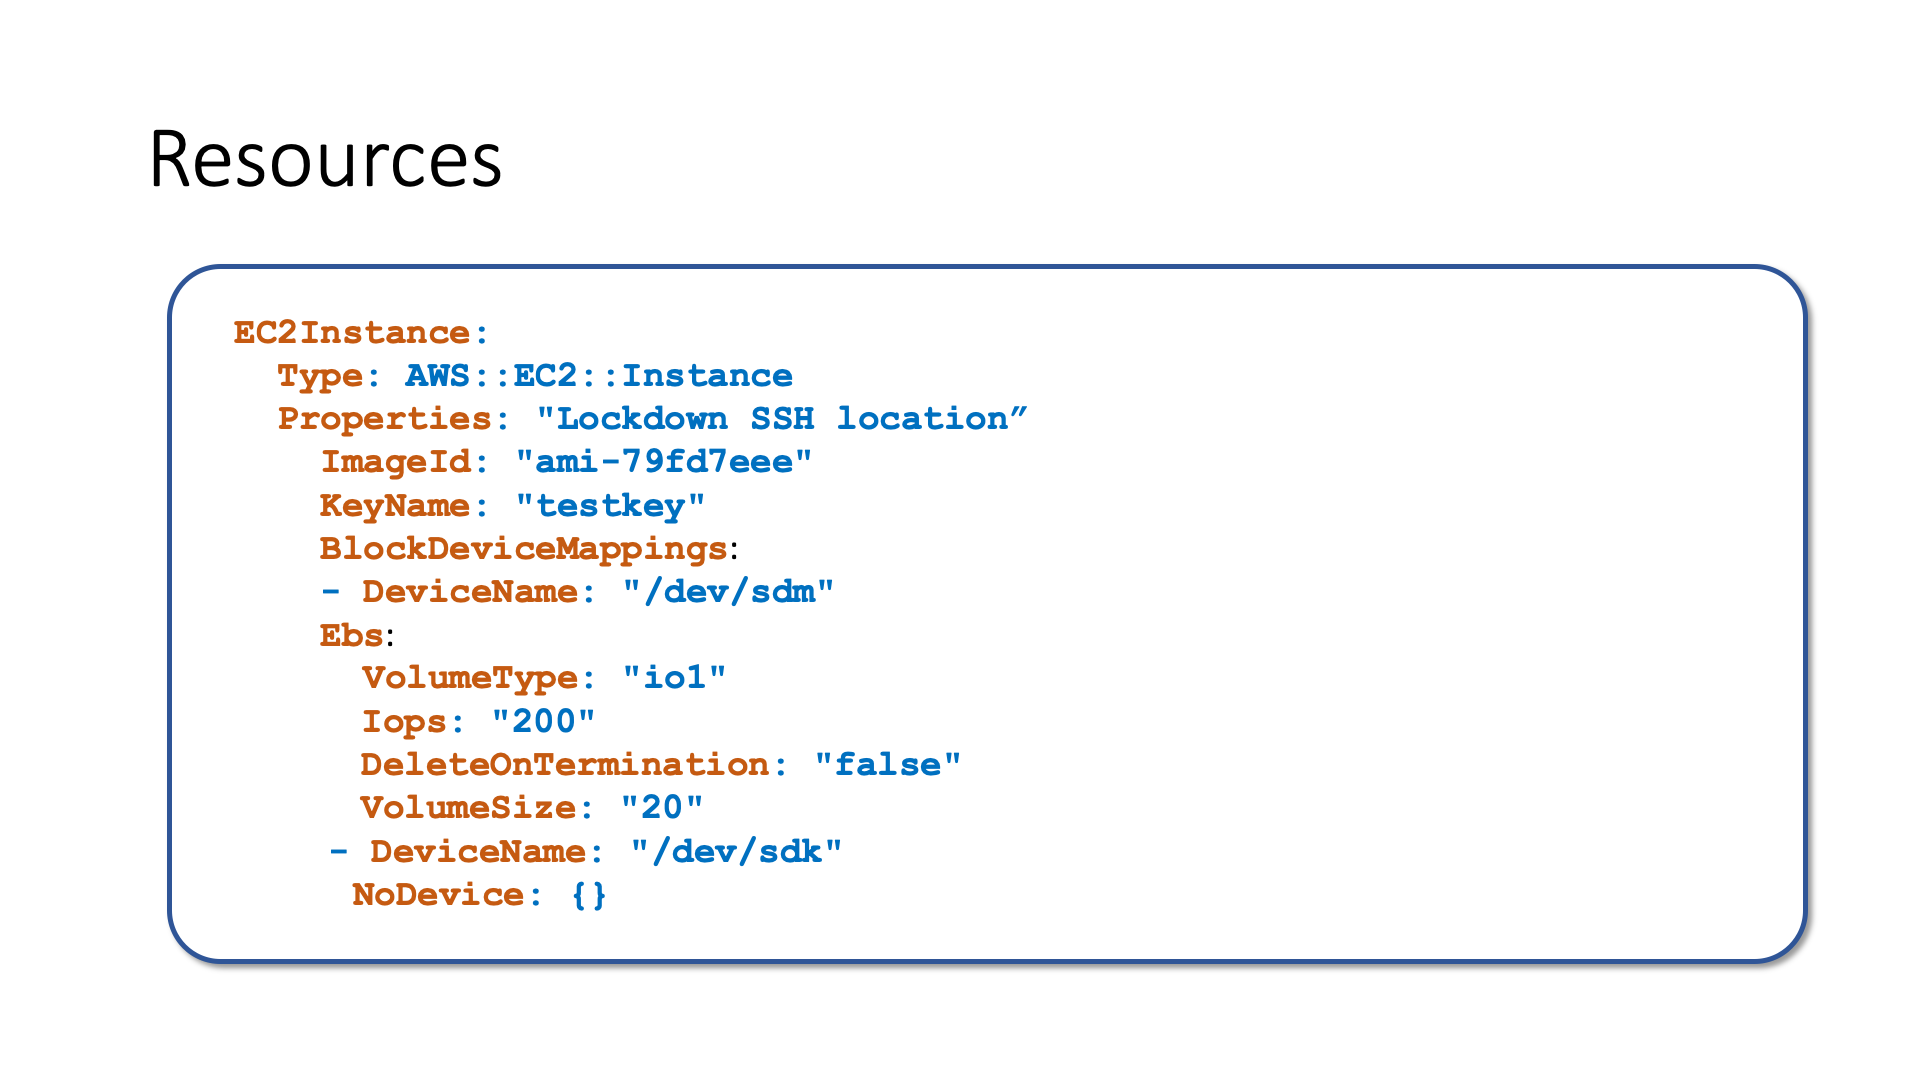 Resources
EC2Instance:
Type: AWS::EC2::Instance
Properties: "Lockdown SSH location”
ImageId: "ami-79fd7eee"
KeyName: "testkey"
BlockDeviceMappings:
- DeviceName: "/dev/sdm"
Ebs:
VolumeType: "io1"
Iops: "200"
DeleteOnTermination: "false"
VolumeSize: "20"
- DeviceName: "/dev/sdk"
NoDevice: {}